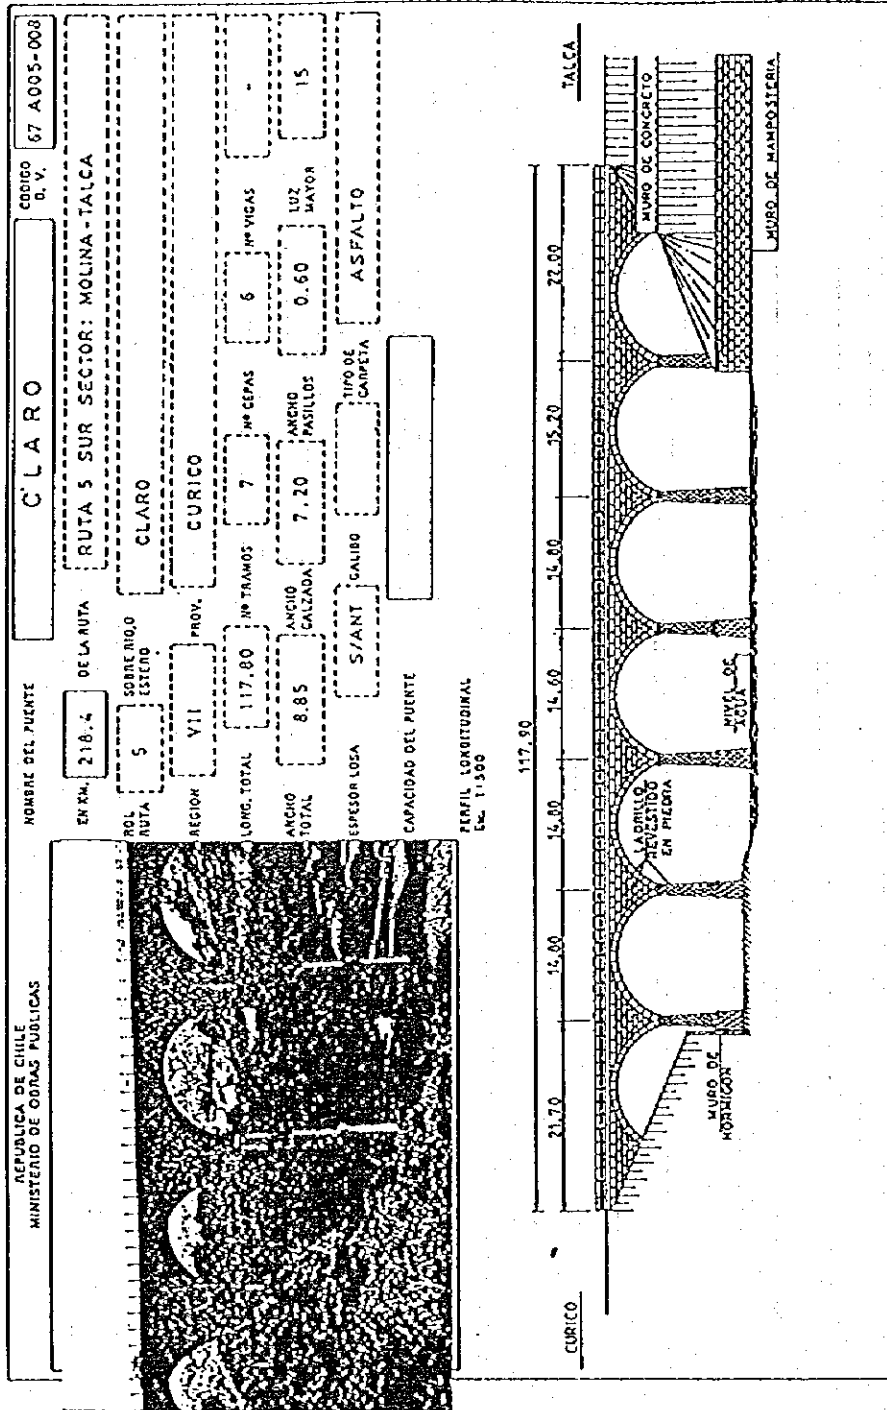 REPUBLICA DE CHILE
MINISTERIO DE OBRAS PUBLICAS
NOMBRE DEL PUENTE C'LARO CODIGO D.V. 67 A005-008
EN KM. 218.4 DE LA RUTA RUTA 5 SUR SECTOR: MOLINA-TALCA
ROL RUTA 5 SOBRE RIO,O ESTERO CLARO
REGION VII PROV. CURICO
LONG. TOTAL 117.80 Nº TRAMOS 7 Nº CEPAS 6 Nº VIGAS -
ANCHO TOTAL 8.85 ANCHO CALZADA 7.20 ANCHO PASILLOS 0.60 LUZ MAYOR 15
ESPESOR LOSA S/ANT GALIBO TIPO DE CARPETA ASFALTO
CAPACIDAD DEL PUENTE
PERFIL LONGITUDINAL
Esc. 1:500
117.90
21.70 14.80 14.80 14.60 14.80 15.20 22.00
CURICO TALCA
LADRILLO
REVESTIDO
EN PIEDRA
MURO DE CONCRETO
MURO DE
HORMIGON
NIVEL DE
AGUA
MURO DE MAMPOSTERIA